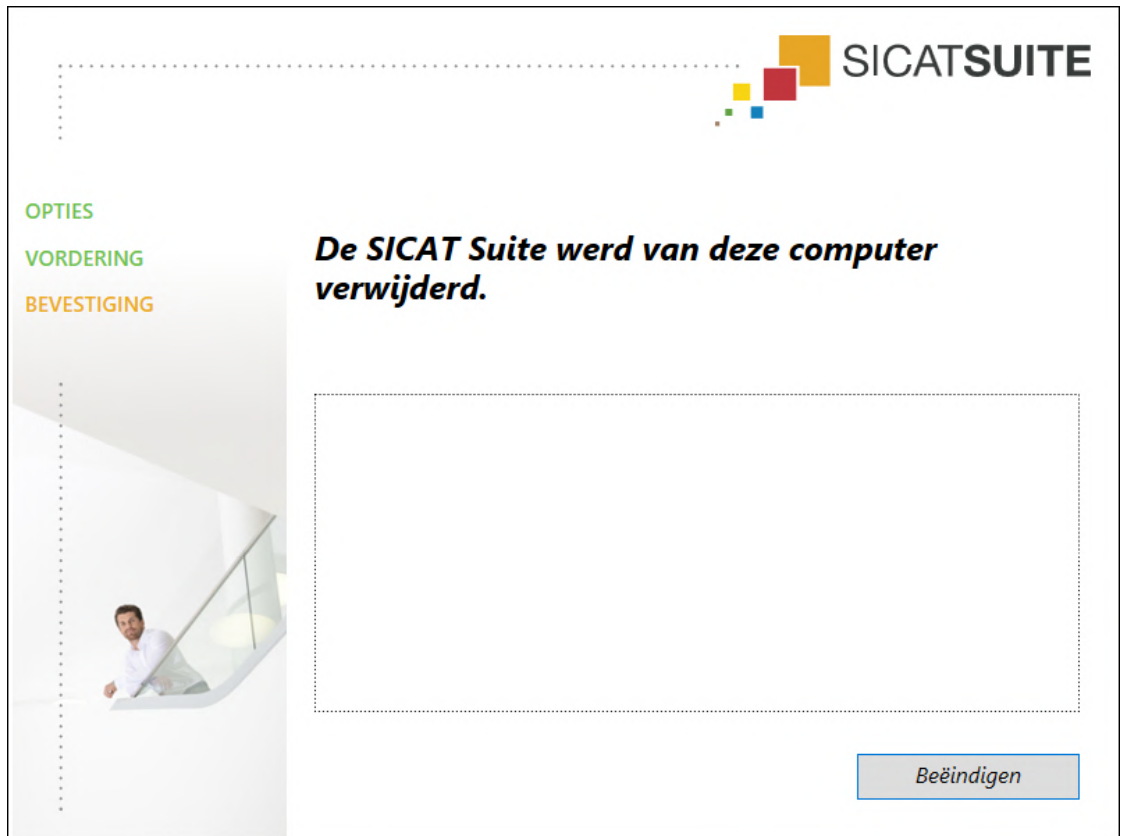 SICATSUITE
OPTIES
VORDERING
BEVESTIGING
De SICAT Suite werd van deze computer
verwijderd.
Beëindigen